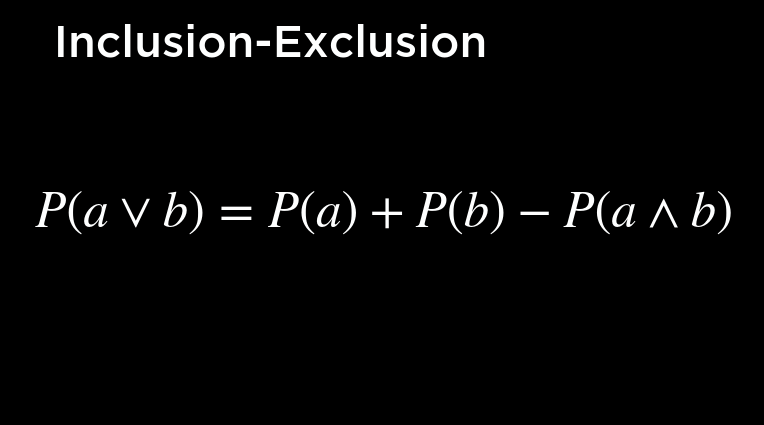 Inclusion-Exclusion
P(a ∨ b) = P(a) + P(b) − P(a ∧ b)